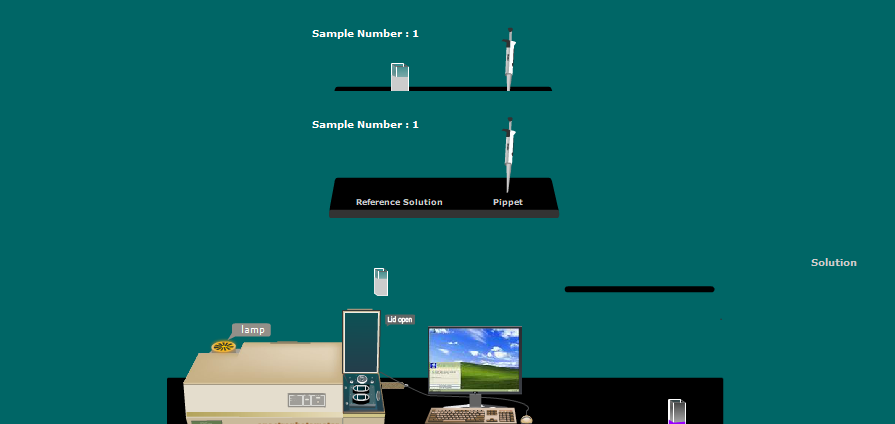 Sample Number : 1
Sample Number : 1
Reference Solution
Pippet
Solution
Lid open
lamp